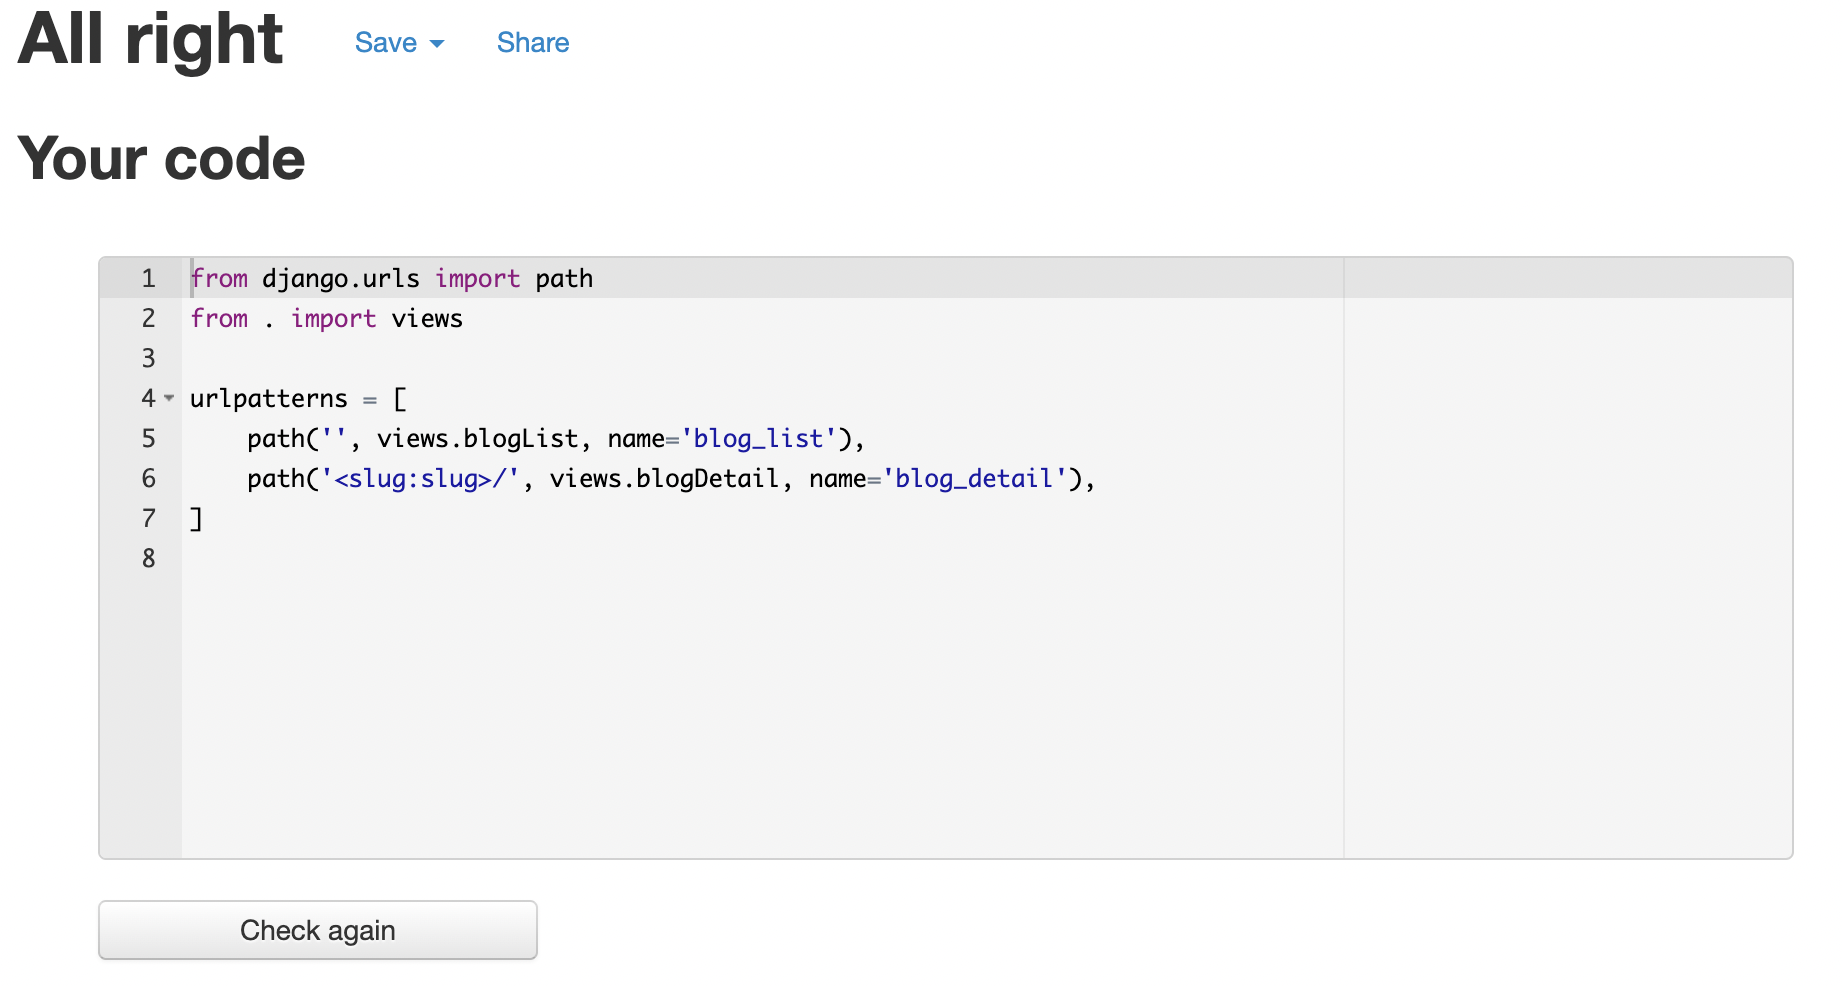 All right Save Share
Your code
1 from django.urls import path
2 from . import views
3
4 urlpatterns = [
5     path('', views.blogList, name='blog_list'),
6     path('<slug:slug>/', views.blogDetail, name='blog_detail'),
7 ]
8
Check again